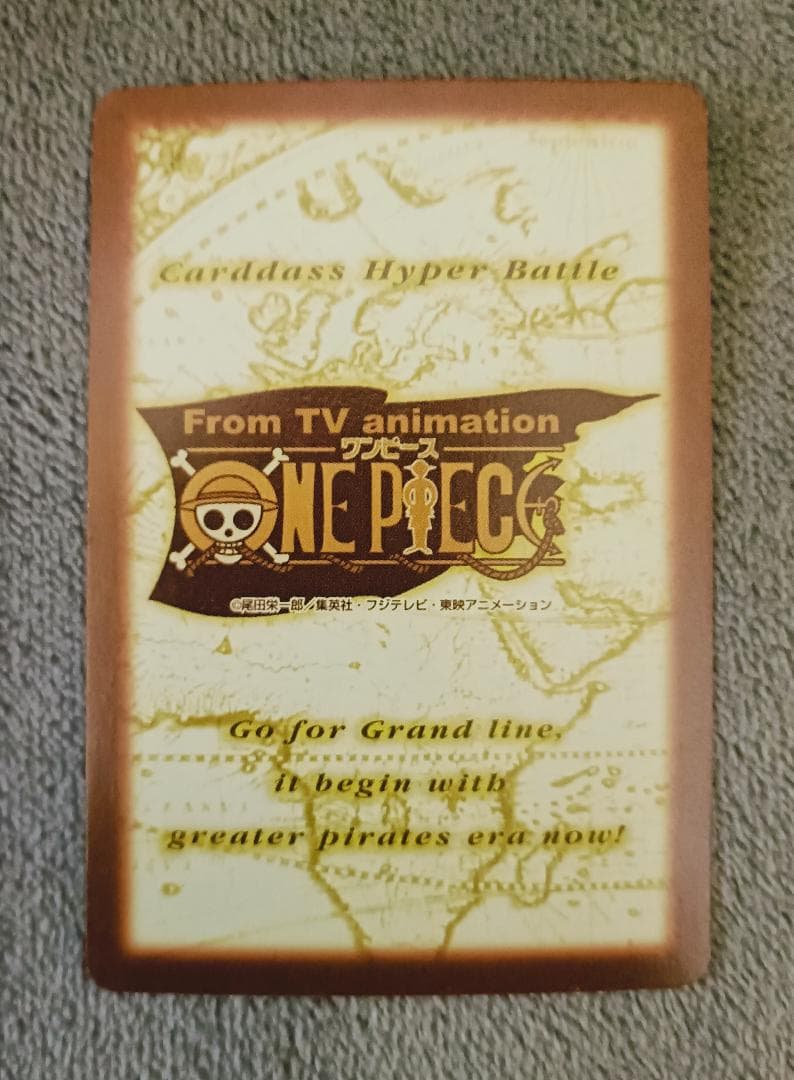 Carddass Hyper Battle
From TV animation
ワンピース
ONE PIECE
©尾田栄一郎／集英社・フジテレビ・東映アニメーション
Go for Grand line,
it begin with
greater pirates era now!